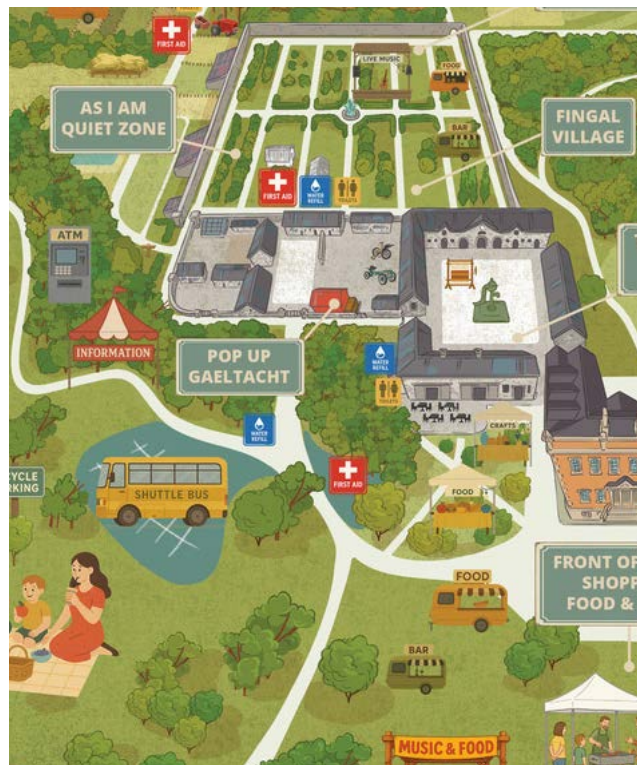 FIRST AID
LIVE MUSIC
FOOD
AS I AM
QUIET ZONE
FINGAL
VILLAGE
BAR
FIRST AID
WATER
REFILL
TOILETS
ATM
INFORMATION
POP UP
GAELTACHT
WATER
REFILL
TOILETS
CRAFTS
WATER
REFILL
FIRST AID
FOOD
CYCLE
RKING
SHUTTLE BUS
FOOD
FRONT OF
SHOPP
FOOD &
BAR
MUSIC & FOOD